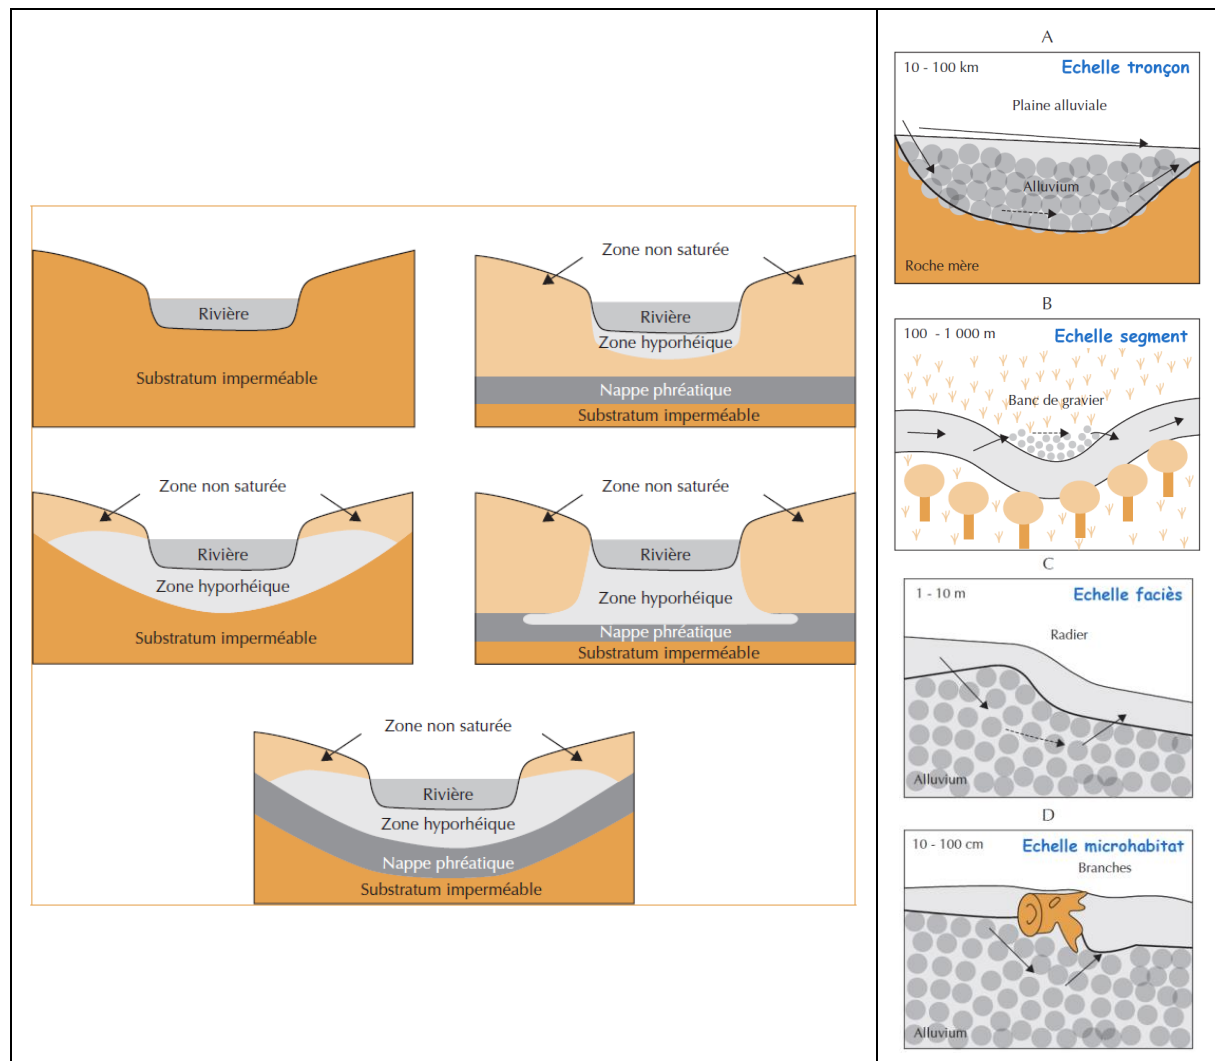 Rivière
Substratum imperméable
Zone non saturée
Rivière
Zone hyporhéique
Nappe phréatique
Substratum imperméable
Zone non saturée
Rivière
Zone hyporhéique
Substratum imperméable
Zone non saturée
Rivière
Zone hyporhéique
Nappe phréatique
Substratum imperméable
Zone non saturée
Rivière
Zone hyporhéique
Nappe phréatique
Substratum imperméable
A
10 - 100 km Echelle tronçon
Plaine alluviale
Alluvium
Roche mère
B
100 - 1 000 m Echelle segment
Banc de gravier
C
1 - 10 m Echelle faciès
Radier
Alluvium
D
10 - 100 cm Echelle microhabitat
Branches
Alluvium